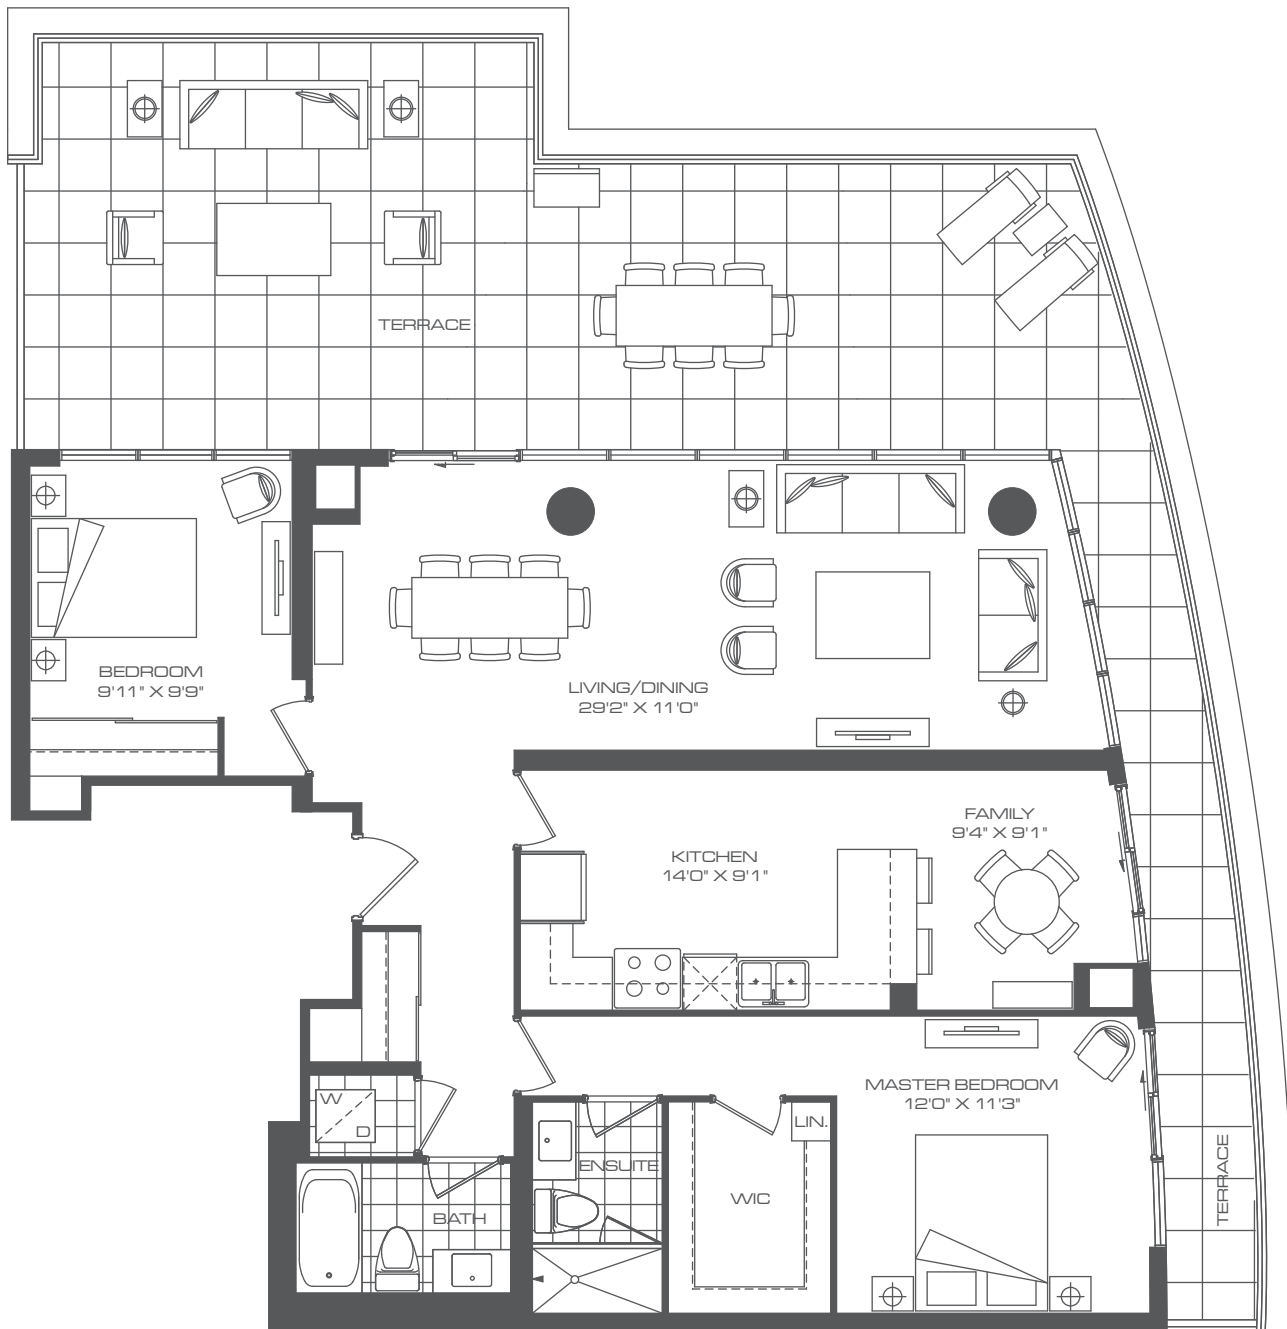 TERRACE
BEDROOM
9'11" X 9'9"
LIVING/DINING
29'2" X 11'0"
FAMILY
9'4" X 9'1"
KITCHEN
14'0" X 9'1"
MASTER BEDROOM
12'0" X 11'3"
W
D
LIN.
ENSUITE
WIC
BATH
TERRACE